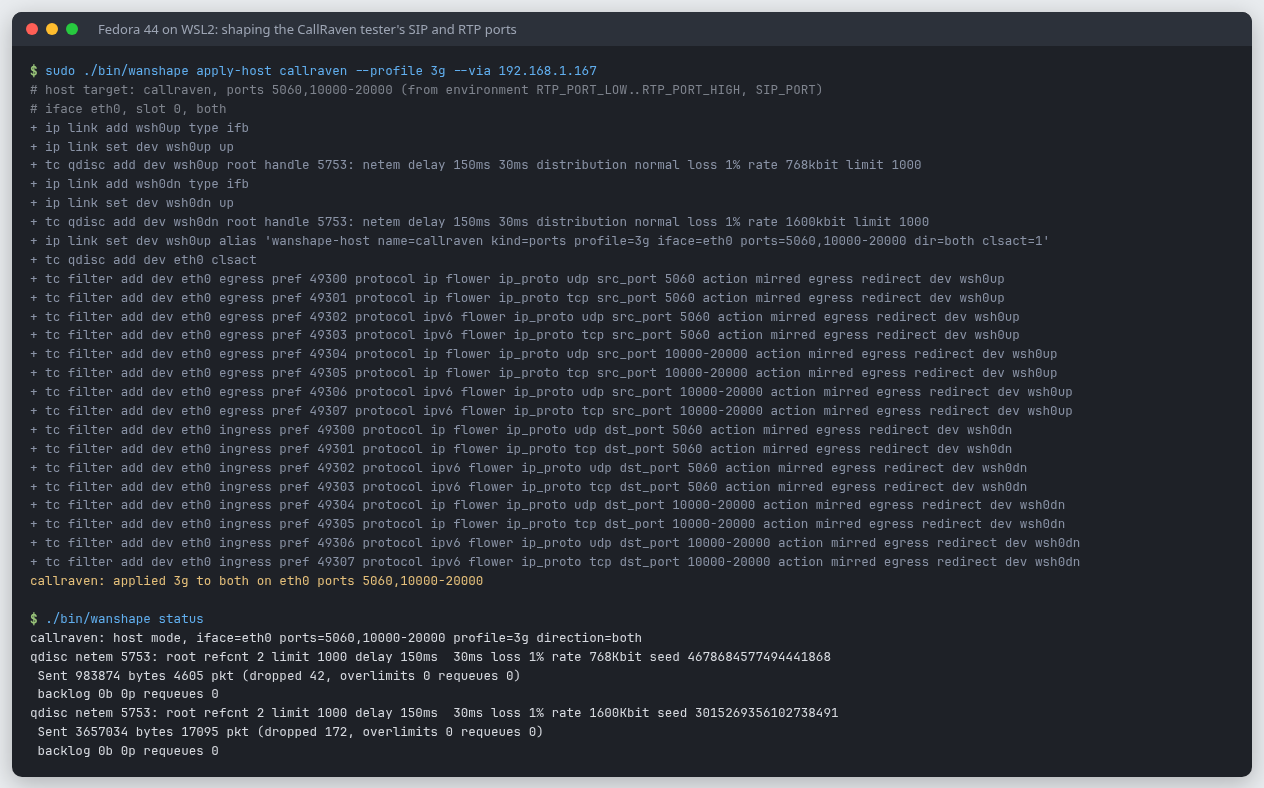 Fedora 44 on WSL2: shaping the CallRaven tester's SIP and RTP ports
$ sudo ./bin/wanshape apply-host callraven --profile 3g --via 192.168.1.167
# host target: callraven, ports 5060,10000-20000 (from environment RTP_PORT_LOW..RTP_PORT_HIGH, SIP_PORT)
# iface eth0, slot 0, both
+ ip link add wsh0up type ifb
+ ip link set dev wsh0up up
+ tc qdisc add dev wsh0up root handle 5753: netem delay 150ms 30ms distribution normal loss 1% rate 768kbit limit 1000
+ ip link add wsh0dn type ifb
+ ip link set dev wsh0dn up
+ tc qdisc add dev wsh0dn root handle 5753: netem delay 150ms 30ms distribution normal loss 1% rate 1600kbit limit 1000
+ ip link set dev wsh0up alias 'wanshape-host name=callraven kind=ports profile=3g iface=eth0 ports=5060,10000-20000 dir=both clsact=1'
+ tc qdisc add dev eth0 clsact
+ tc filter add dev eth0 egress pref 49300 protocol ip flower ip_proto udp src_port 5060 action mirred egress redirect dev wsh0up
+ tc filter add dev eth0 egress pref 49301 protocol ip flower ip_proto tcp src_port 5060 action mirred egress redirect dev wsh0up
+ tc filter add dev eth0 egress pref 49302 protocol ipv6 flower ip_proto udp src_port 5060 action mirred egress redirect dev wsh0up
+ tc filter add dev eth0 egress pref 49303 protocol ipv6 flower ip_proto tcp src_port 5060 action mirred egress redirect dev wsh0up
+ tc filter add dev eth0 egress pref 49304 protocol ip flower ip_proto udp src_port 10000-20000 action mirred egress redirect dev wsh0up
+ tc filter add dev eth0 egress pref 49305 protocol ip flower ip_proto tcp src_port 10000-20000 action mirred egress redirect dev wsh0up
+ tc filter add dev eth0 egress pref 49306 protocol ipv6 flower ip_proto udp src_port 10000-20000 action mirred egress redirect dev wsh0up
+ tc filter add dev eth0 egress pref 49307 protocol ipv6 flower ip_proto tcp src_port 10000-20000 action mirred egress redirect dev wsh0up
+ tc filter add dev eth0 ingress pref 49300 protocol ip flower ip_proto udp dst_port 5060 action mirred egress redirect dev wsh0dn
+ tc filter add dev eth0 ingress pref 49301 protocol ip flower ip_proto tcp dst_port 5060 action mirred egress redirect dev wsh0dn
+ tc filter add dev eth0 ingress pref 49302 protocol ipv6 flower ip_proto udp dst_port 5060 action mirred egress redirect dev wsh0dn
+ tc filter add dev eth0 ingress pref 49303 protocol ipv6 flower ip_proto tcp dst_port 5060 action mirred egress redirect dev wsh0dn
+ tc filter add dev eth0 ingress pref 49304 protocol ip flower ip_proto udp dst_port 10000-20000 action mirred egress redirect dev wsh0dn
+ tc filter add dev eth0 ingress pref 49305 protocol ip flower ip_proto tcp dst_port 10000-20000 action mirred egress redirect dev wsh0dn
+ tc filter add dev eth0 ingress pref 49306 protocol ipv6 flower ip_proto udp dst_port 10000-20000 action mirred egress redirect dev wsh0dn
+ tc filter add dev eth0 ingress pref 49307 protocol ipv6 flower ip_proto tcp dst_port 10000-20000 action mirred egress redirect dev wsh0dn
callraven: applied 3g to both on eth0 ports 5060,10000-20000
$ ./bin/wanshape status
callraven: host mode, iface=eth0 ports=5060,10000-20000 profile=3g direction=both
qdisc netem 5753: root refcnt 2 limit 1000 delay 150ms  30ms loss 1% rate 768Kbit seed 4678684577494441868
 Sent 983874 bytes 4605 pkt (dropped 42, overlimits 0 requeues 0)
 backlog 0b 0p requeues 0
qdisc netem 5753: root refcnt 2 limit 1000 delay 150ms  30ms loss 1% rate 1600Kbit seed 3015269356102738491
 Sent 3657034 bytes 17095 pkt (dropped 172, overlimits 0 requeues 0)
 backlog 0b 0p requeues 0